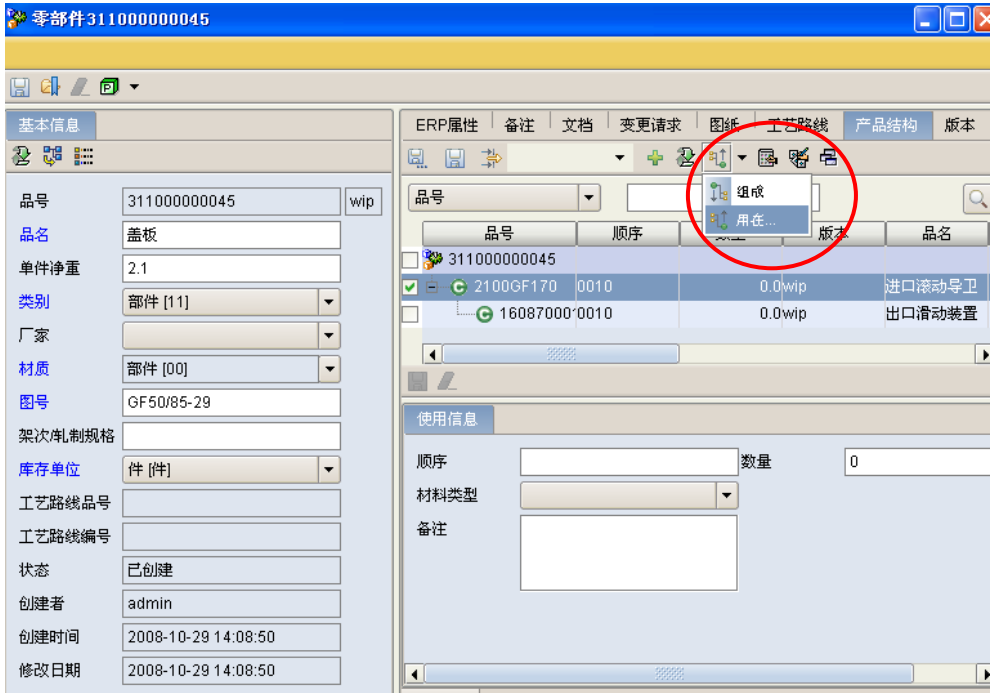 零部件311000000045
基本信息
品号 311000000045 wip
品名 盖板
单件净重 2.1
类别 部件 [11]
厂家
材质 部件 [00]
图号 GF50/85-29
架次/轧制规格
库存单位 件 [件]
工艺路线品号
工艺路线编号
状态 已创建
创建者 admin
创建时间 2008-10-29 14:08:50
修改日期 2008-10-29 14:08:50
ERP属性 备注 文档 变更请求 图纸 工艺路线 产品结构 版本
组成
用在...
品号
品号 顺序 数量 版本 品名
311000000045
2100GF170 0010 0.0 wip 进口滚动导卫
16087000 0010 0.0 wip 出口滑动装置
使用信息
顺序 数量 0
材料类型
备注